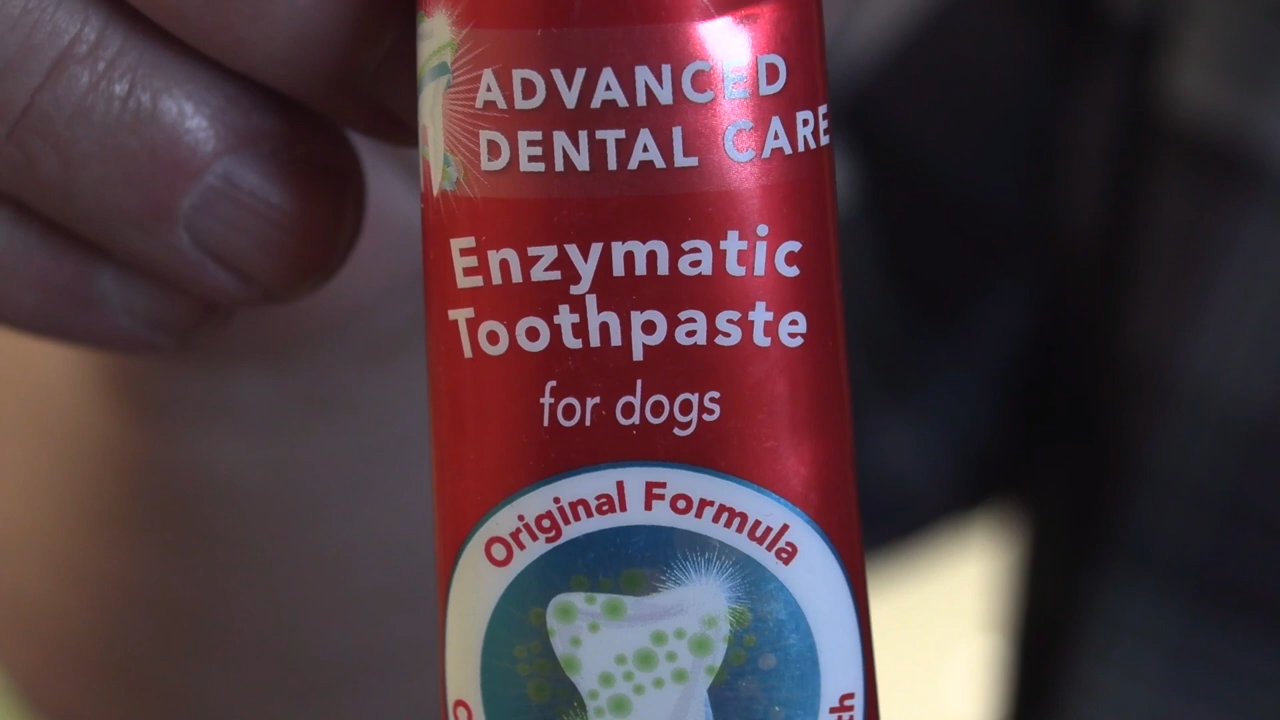 ADVANCED
DENTAL CARE
Enzymatic
Toothpaste
for dogs
Original Formula